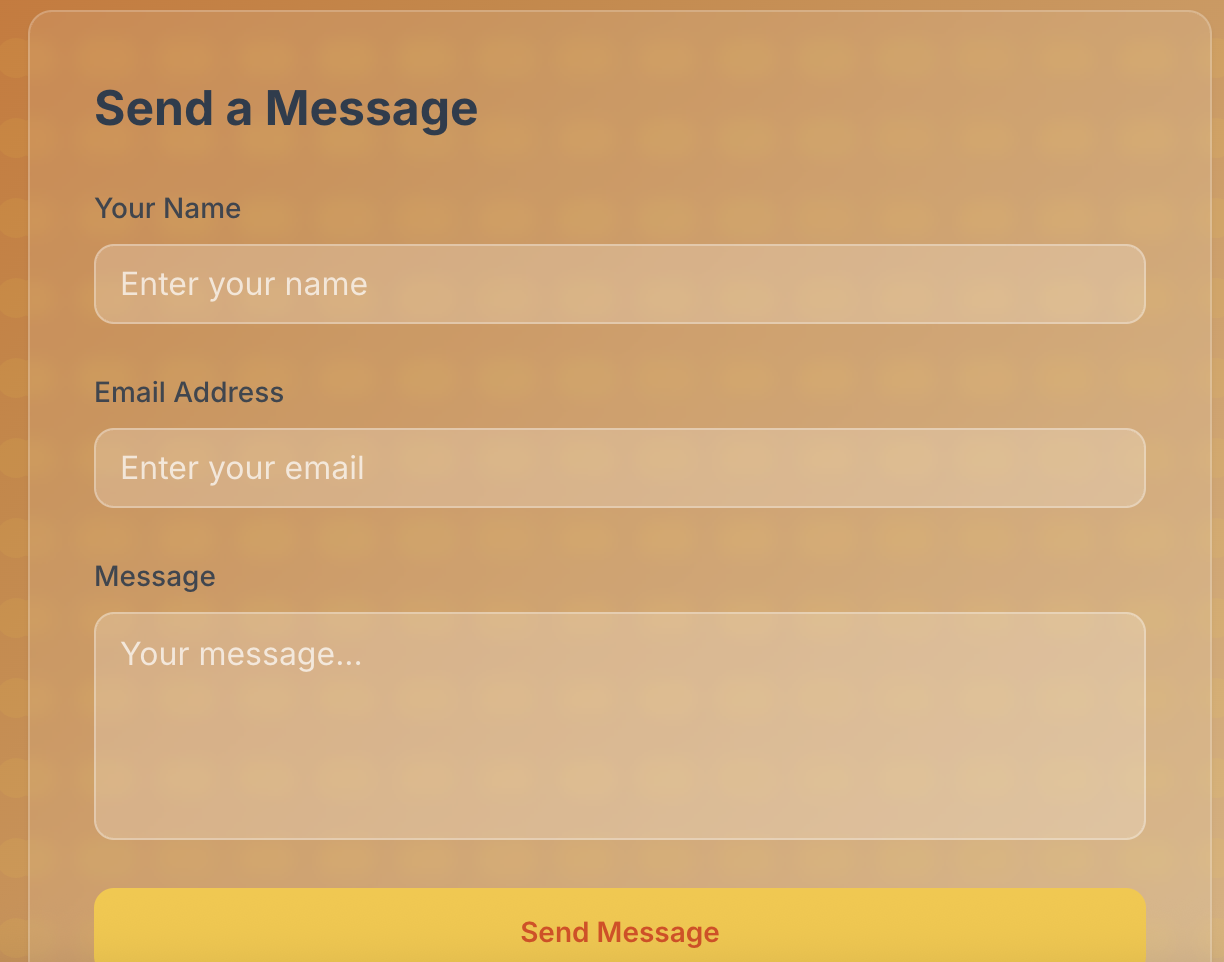 Send a Message
Your Name
Enter your name
Email Address
Enter your email
Message
Your message...
Send Message